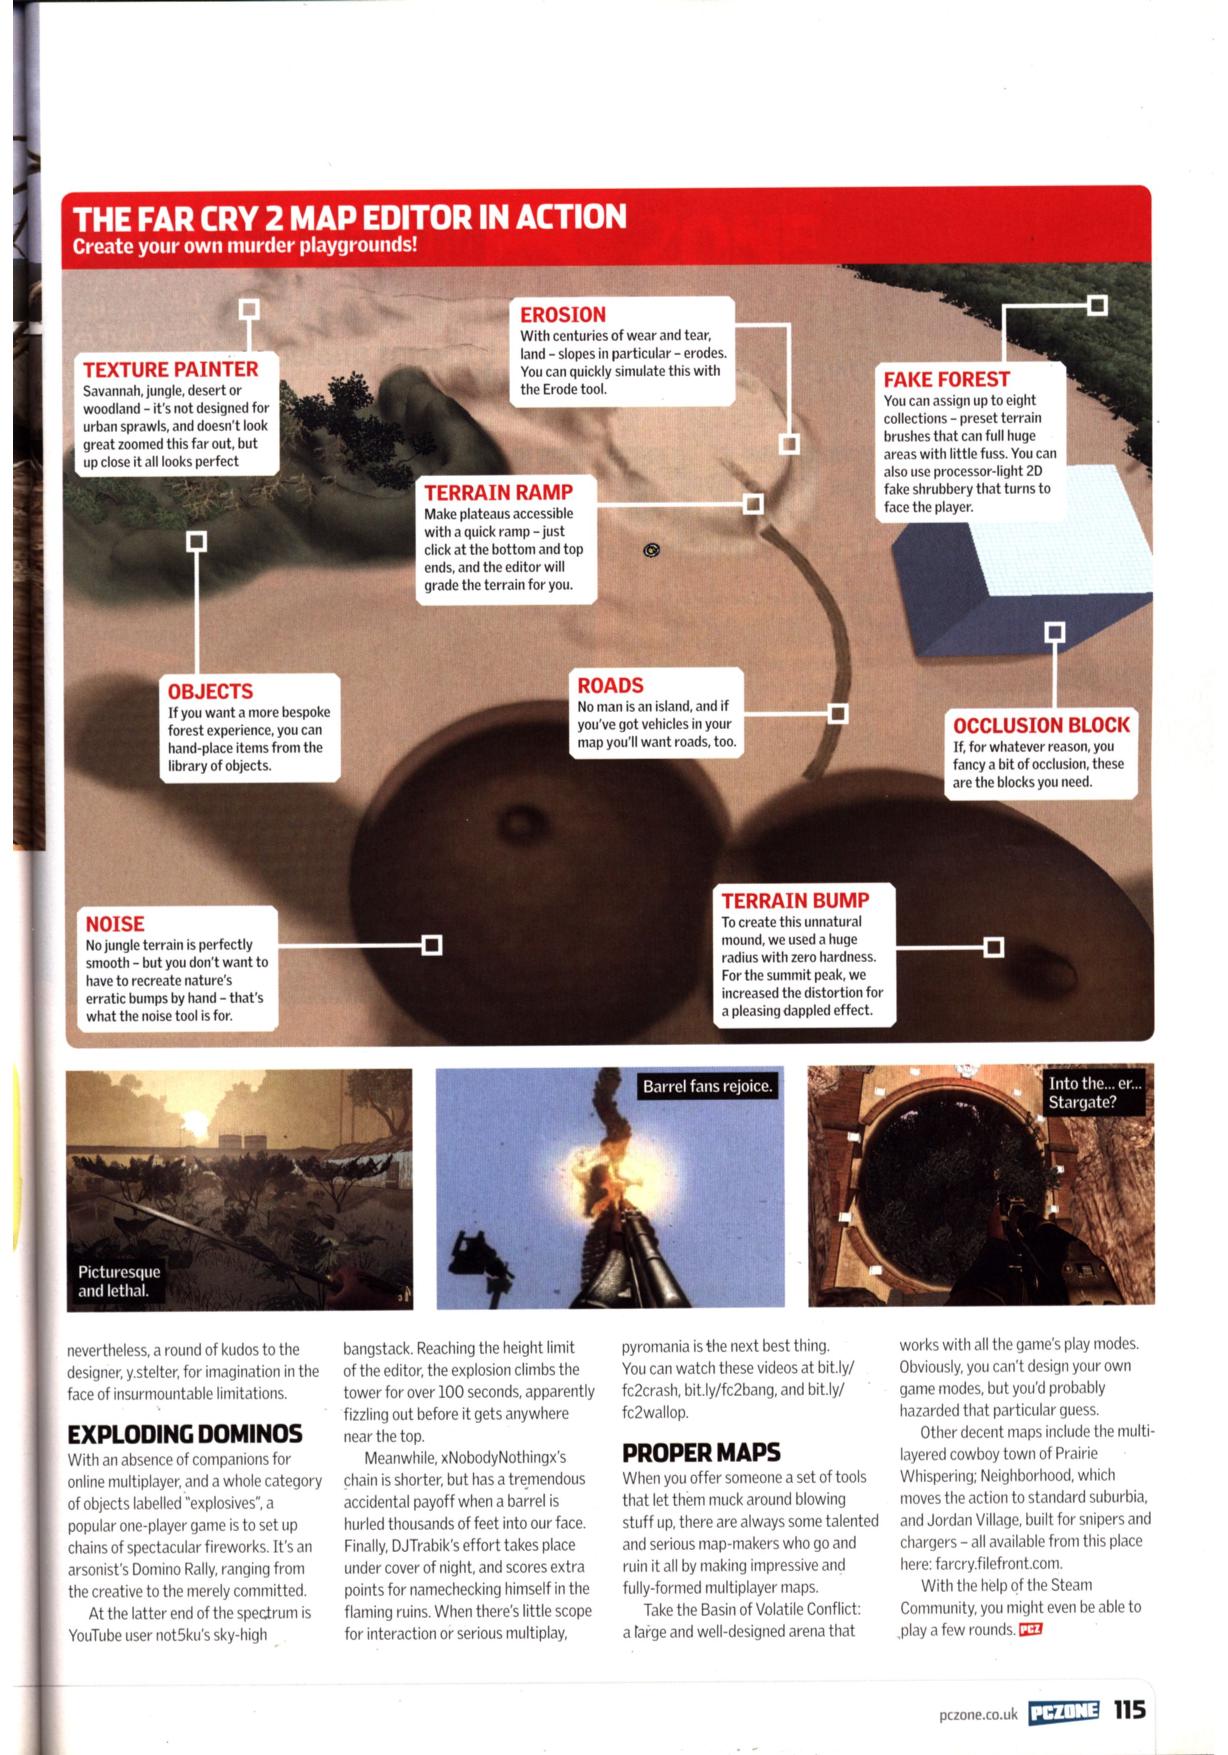 THE FAR CRY 2 MAP EDITOR IN ACTION
Create your own murder playgrounds!
TEXTURE PAINTER
Savannah, jungle, desert or
woodland – it's not designed for
urban sprawls, and doesn't look
great zoomed this far out, but
up close it all looks perfect
EROSION
With centuries of wear and tear,
land – slopes in particular – erodes.
You can quickly simulate this with
the Erode tool.
FAKE FOREST
You can assign up to eight
collections – preset terrain
brushes that can full huge
areas with little fuss. You can
also use processor-light 2D
fake shrubbery that turns to
face the player.
TERRAIN RAMP
Make plateaus accessible
with a quick ramp – just
click at the bottom and top
ends, and the editor will
grade the terrain for you.
OBJECTS
If you want a more bespoke
forest experience, you can
hand-place items from the
library of objects.
ROADS
No man is an island, and if
you've got vehicles in your
map you'll want roads, too.
OCCLUSION BLOCK
If, for whatever reason, you
fancy a bit of occlusion, these
are the blocks you need.
NOISE
No jungle terrain is perfectly
smooth – but you don't want to
have to recreate nature's
erratic bumps by hand – that's
what the noise tool is for.
TERRAIN BUMP
To create this unnatural
mound, we used a huge
radius with zero hardness.
For the summit peak, we
increased the distortion for
a pleasing dappled effect.
Picturesque
and lethal.
Barrel fans rejoice.
Into the... er...
Stargate?
nevertheless, a round of kudos to the
designer, y.stelter, for imagination in the
face of insurmountable limitations.
EXPLODING DOMINOS
With an absence of companions for
online multiplayer, and a whole category
of objects labelled "explosives", a
popular one-player game is to set up
chains of spectacular fireworks. It's an
arsonist's Domino Rally, ranging from
the creative to the merely committed.
At the latter end of the spectrum is
YouTube user not5ku's sky-high
bangstack. Reaching the height limit
of the editor, the explosion climbs the
tower for over 100 seconds, apparently
fizzling out before it gets anywhere
near the top.
Meanwhile, xNobodyNothingx's
chain is shorter, but has a tremendous
accidental payoff when a barrel is
hurled thousands of feet into our face.
Finally, DJTrabik's effort takes place
under cover of night, and scores extra
points for namechecking himself in the
flaming ruins. When there's little scope
for interaction or serious multiplay,
pyromania is the next best thing.
You can watch these videos at bit.ly/
fc2crash, bit.ly/fc2bang, and bit.ly/
fc2wallop.
PROPER MAPS
When you offer someone a set of tools
that let them muck around blowing
stuff up, there are always some talented
and serious map-makers who go and
ruin it all by making impressive and
fully-formed multiplayer maps.
Take the Basin of Volatile Conflict:
a large and well-designed arena that
works with all the game's play modes.
Obviously, you can't design your own
game modes, but you'd probably
hazarded that particular guess.
Other decent maps include the multi-
layered cowboy town of Prairie
Whispering; Neighborhood, which
moves the action to standard suburbia,
and Jordan Village, built for snipers and
chargers – all available from this place
here: farcry.filefront.com.
With the help of the Steam
Community, you might even be able to
play a few rounds. PCZ
pczone.co.uk PCZONE 115